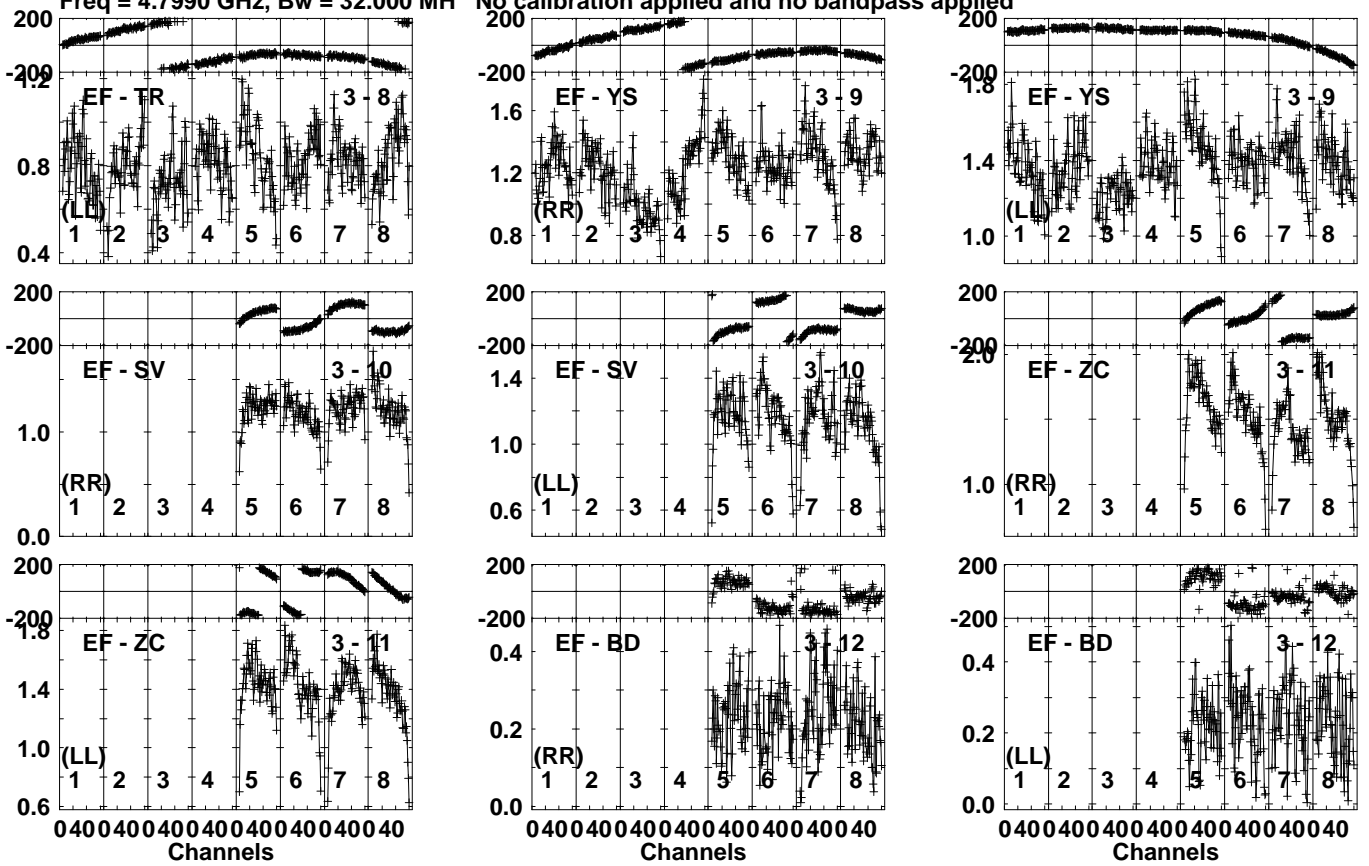 Freq = 4.7990 GHz, Bw = 32.000 MH No calibration applied and no bandpass applied
200 200 200
-200 -200 -200
1.2 EF - TR 3 - 8 EF - YS 3 - 9 1.8 EF - YS 3 - 9
1.6
0.8 1.2 1.4
(LL) (RR) (LL)
1 2 3 4 5 6 7 8 0.8 1 2 3 4 5 6 7 8 1.0 1 2 3 4 5 6 7 8
0.4
200 200 200
-200 -200 -200
EF - SV 3 - 10 EF - SV 3 - 10 2.0 EF - ZC 3 - 11
1.4
1.0 1.0
(RR) (LL) 1.0 (RR)
1 2 3 4 5 6 7 8 0.6 1 2 3 4 5 6 7 8 1 2 3 4 5 6 7 8
0.0
200 200 200
-200 -200 -200
1.8 EF - ZC 3 - 11 EF - BD 3 - 12 EF - BD 3 - 12
0.4 0.4
1.4
1.0 0.2 0.2
(LL) (RR) (LL)
1 2 3 4 5 6 7 8 1 2 3 4 5 6 7 8 1 2 3 4 5 6 7 8
0.6 0.0 0.0
0 40 0 40 0 40 0 40 0 40 0 40 0 40 0 40 0 40 0 40 0 40 0 40 0 40 0 40 0 40 0 40 0 40 0 40 0 40 0 40 0 40 0 40 0 40 0 40
Channels Channels Channels